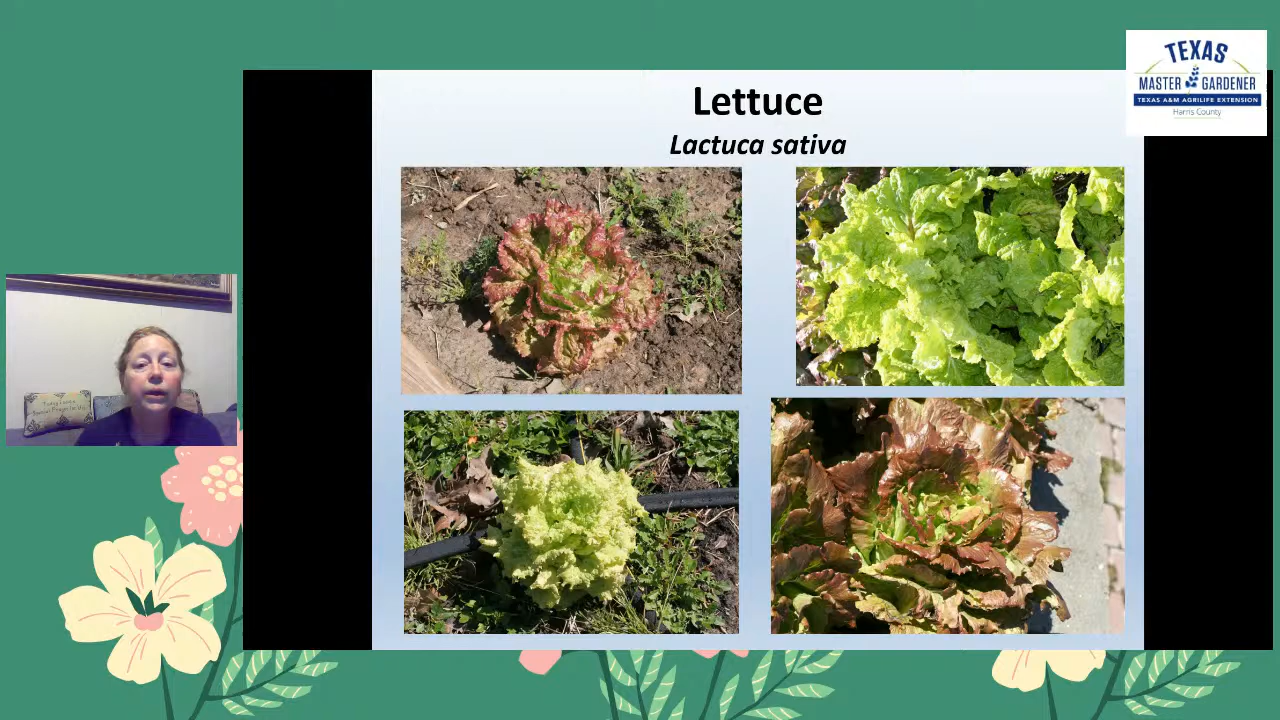 Lettuce
Lactuca sativa
TEXAS
MASTER GARDENER
TEXAS A&M AGRILIFE EXTENSION
Harris County